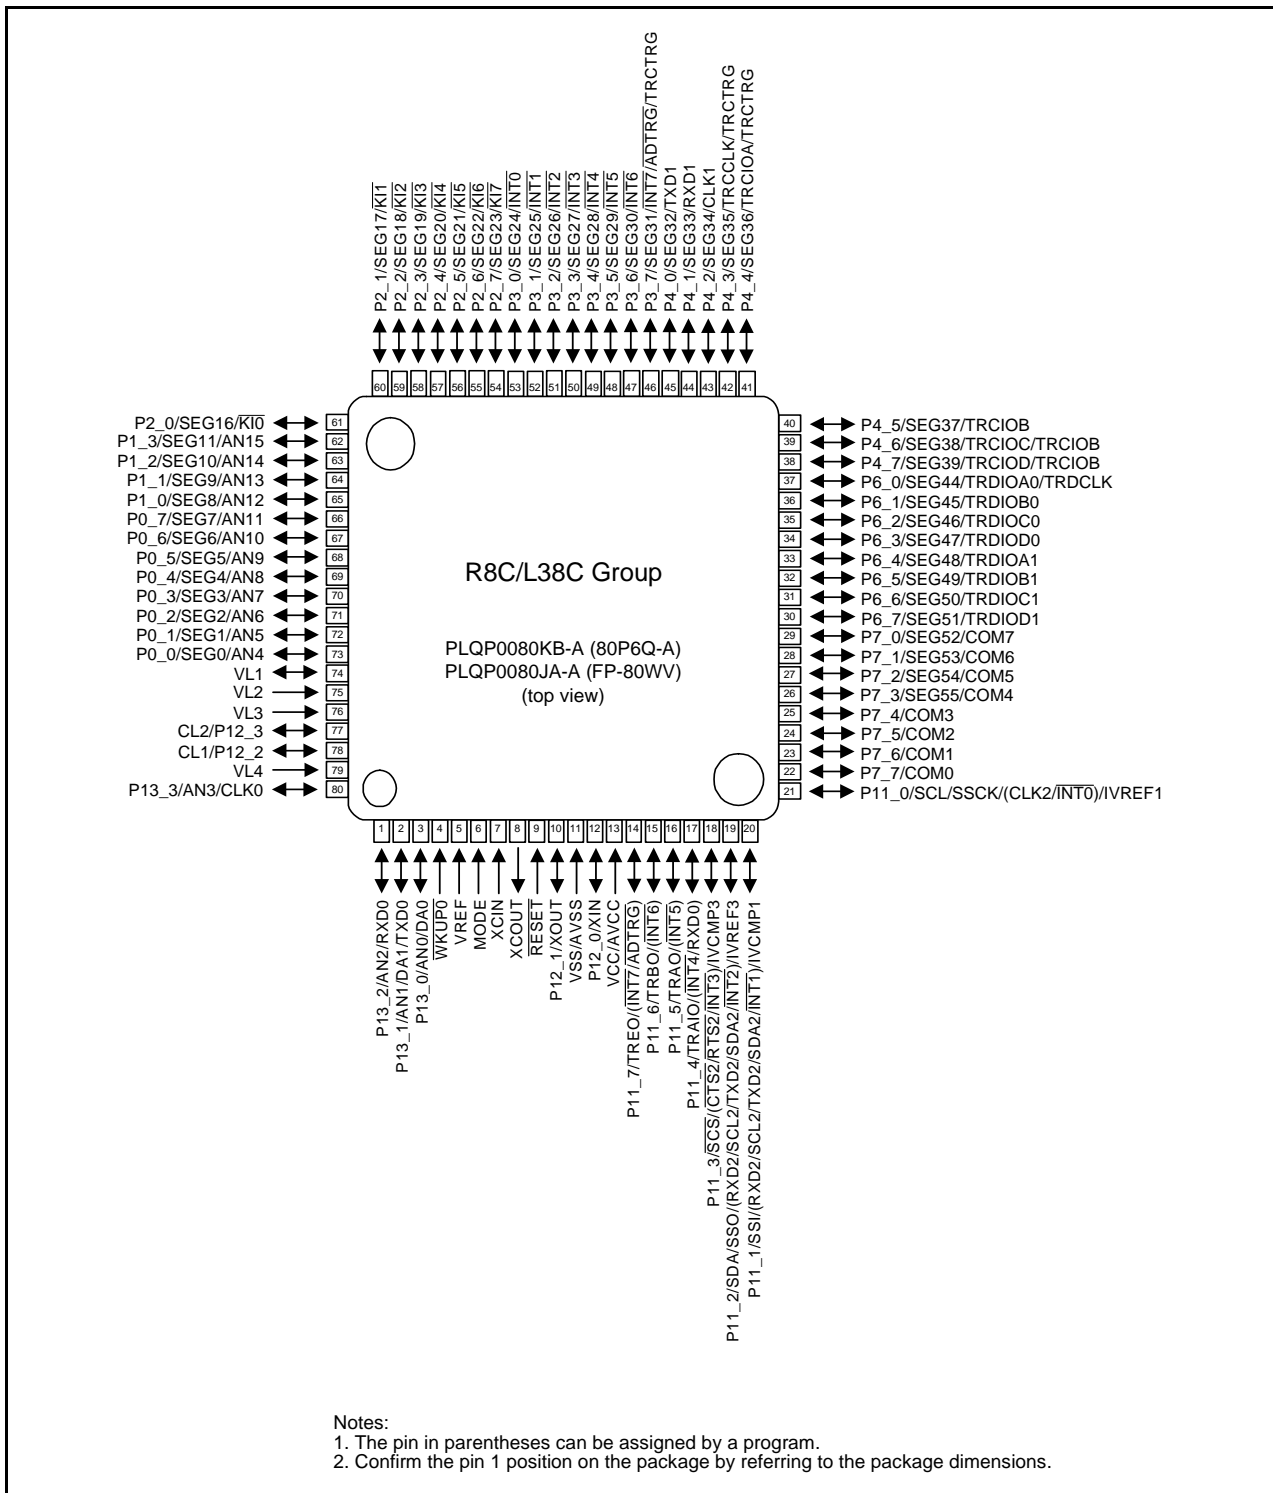 P2_1/SEG17/KI1
P2_2/SEG18/KI2
P2_3/SEG19/KI3
P2_4/SEG20/KI4
P2_5/SEG21/KI5
P2_6/SEG22/KI6
P2_7/SEG23/KI7
P3_0/SEG24/INT0
P3_1/SEG25/INT1
P3_2/SEG26/INT2
P3_3/SEG27/INT3
P3_4/SEG28/INT4
P3_5/SEG29/INT5
P3_6/SEG30/INT6
P3_7/SEG31/INT7/ADTRG/TRCTRG
P4_0/SEG32/TXD1
P4_1/SEG33/RXD1
P4_2/SEG34/CLK1
P4_3/SEG35/TRCCLK/TRCTRG
P4_4/SEG36/TRCIOA/TRCTRG
60 59 58 57 56 55 54 53 52 51 50 49 48 47 46 45 44 43 42 41
P2_0/SEG16/KI0 61
P1_3/SEG11/AN15 62
P1_2/SEG10/AN14 63
P1_1/SEG9/AN13 64
P1_0/SEG8/AN12 65
P0_7/SEG7/AN11 66
P0_6/SEG6/AN10 67
P0_5/SEG5/AN9 68
P0_4/SEG4/AN8 69
P0_3/SEG3/AN7 70
P0_2/SEG2/AN6 71
P0_1/SEG1/AN5 72
P0_0/SEG0/AN4 73
VL1 74
VL2 75
VL3 76
CL2/P12_3 77
CL1/P12_2 78
VL4 79
P13_3/AN3/CLK0 80
R8C/L38C Group
PLQP0080KB-A (80P6Q-A)
PLQP0080JA-A (FP-80WV)
(top view)
40 P4_5/SEG37/TRCIOB
39 P4_6/SEG38/TRCIOC/TRCIOB
38 P4_7/SEG39/TRCIOD/TRCIOB
37 P6_0/SEG44/TRDIOA0/TRDCLK
36 P6_1/SEG45/TRDIOB0
35 P6_2/SEG46/TRDIOC0
34 P6_3/SEG47/TRDIOD0
33 P6_4/SEG48/TRDIOA1
32 P6_5/SEG49/TRDIOB1
31 P6_6/SEG50/TRDIOC1
30 P6_7/SEG51/TRDIOD1
29 P7_0/SEG52/COM7
28 P7_1/SEG53/COM6
27 P7_2/SEG54/COM5
26 P7_3/SEG55/COM4
25 P7_4/COM3
24 P7_5/COM2
23 P7_6/COM1
22 P7_7/COM0
21 P11_0/SCL/SSCK/(CLK2/INT0)/IVREF1
1 2 3 4 5 6 7 8 9 10 11 12 13 14 15 16 17 18 19 20
P13_2/AN2/RXD0
P13_1/AN1/DA1/TXD0
P13_0/AN0/DA0
WKUP0
VREF
MODE
XCIN
XCOUT
RESET
P12_1/XOUT
VSS/AVSS
P12_0/XIN
VCC/AVCC
P11_7/TREO/(INT7/ADTRG)
P11_6/TRBO/(INT6)
P11_5/TRAO/(INT5)
P11_4/TRAIO/(INT4/RXD0)
P11_3/SCS/(CTS2/RTS2/INT3)/IVCMP3
P11_2/SDA/SSO/(RXD2/SCL2/TXD2/SDA2/INT2)/IVREF3
P11_1/SSI/(RXD2/SCL2/TXD2/SDA2/INT1)/IVCMP1
Notes:
1. The pin in parentheses can be assigned by a program.
2. Confirm the pin 1 position on the package by referring to the package dimensions.